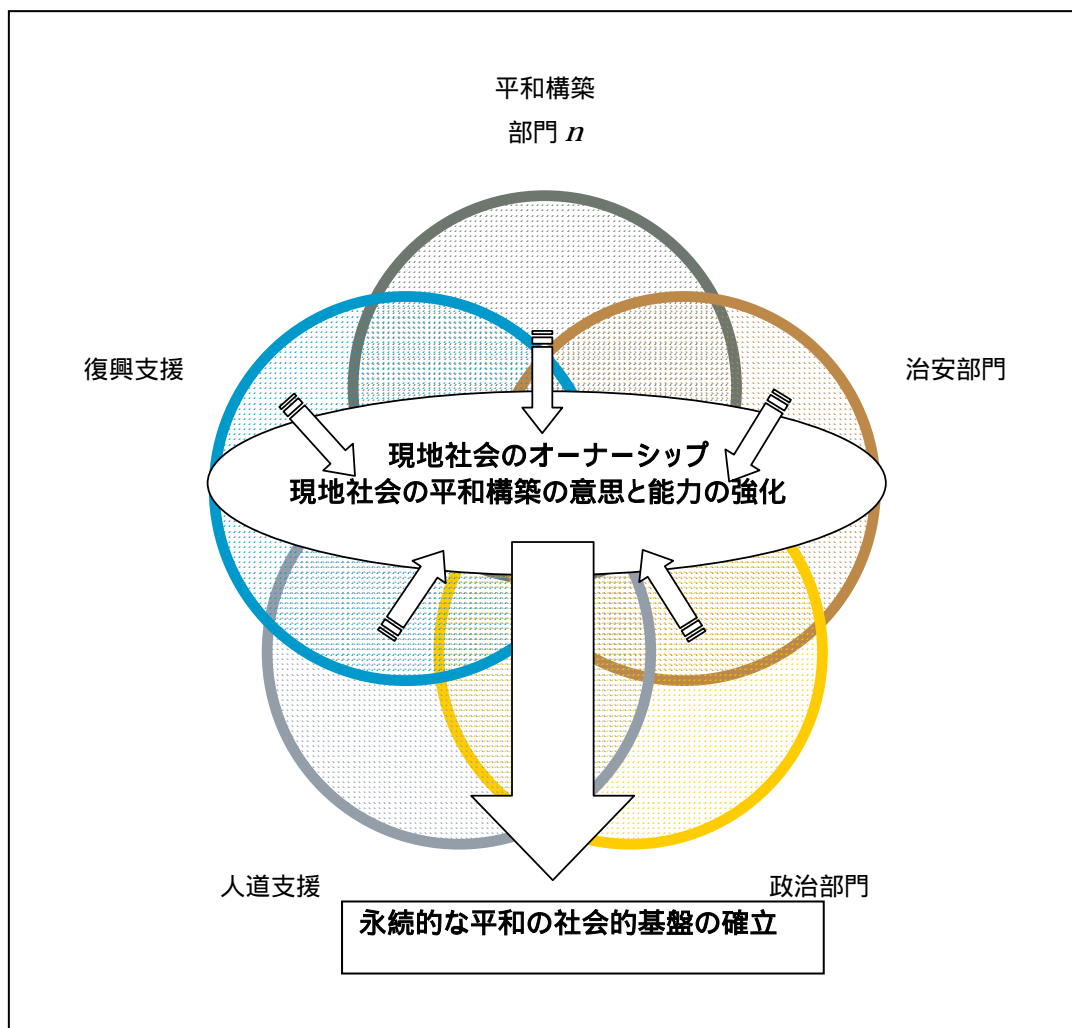 平和構築
部門 n
復興支援
治安部門
現地社会のオーナーシップ
現地社会の平和構築の意思と能力の強化
人道支援
政治部門
永続的な平和の社会的基盤の確立